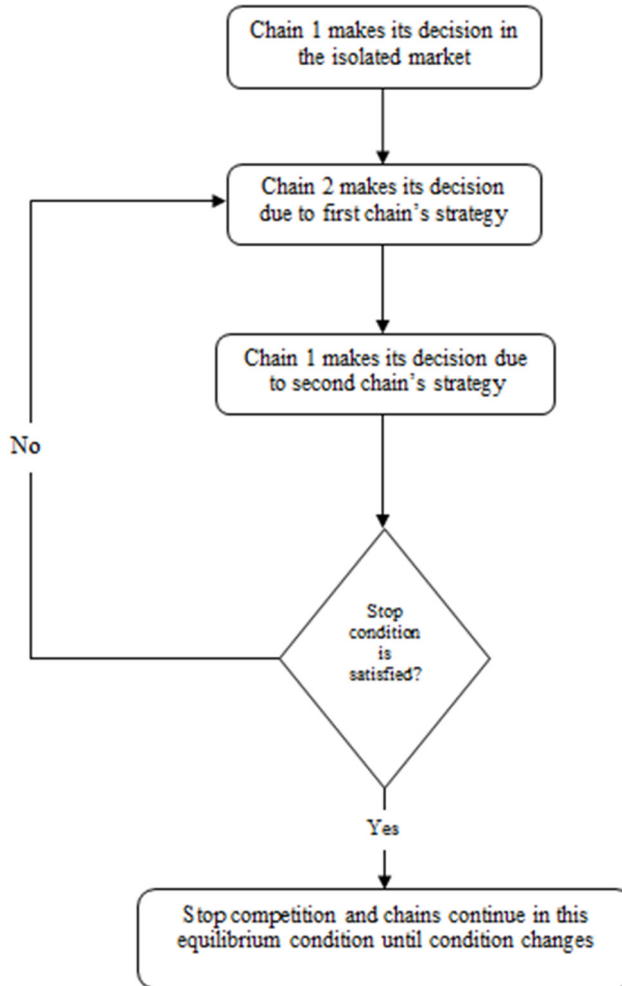 Chain 1 makes its decision in
the isolated market
Chain 2 makes its decision
due to first chain’s strategy
Chain 1 makes its decision due
to second chain’s strategy
No
Stop
condition
is
satisfied?
Yes
Stop competition and chains continue in this
equilibrium condition until condition changes